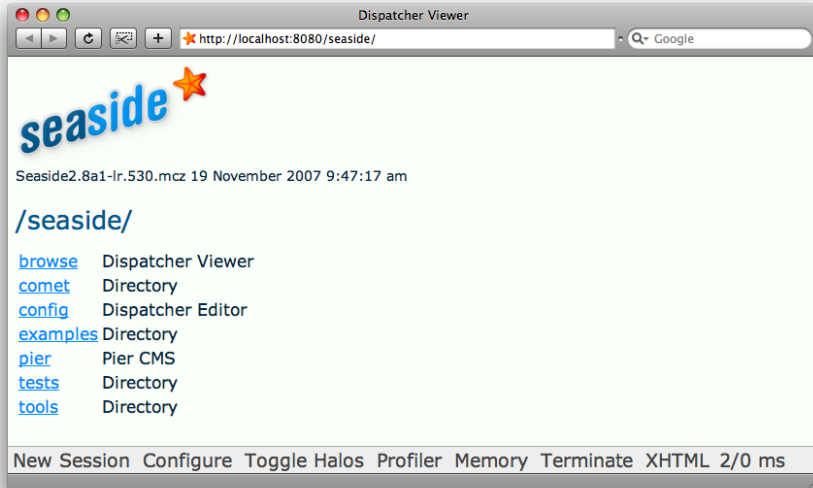 Dispatcher Viewer
http://localhost:8080/seaside/
Google
seaside
Seaside2.8a1-lr.530.mcz 19 November 2007 9:47:17 am
/seaside/
browse Dispatcher Viewer
comet Directory
config Dispatcher Editor
examples Directory
pier Pier CMS
tests Directory
tools Directory
New Session Configure Toggle Halos Profiler Memory Terminate XHTML 2/0 ms